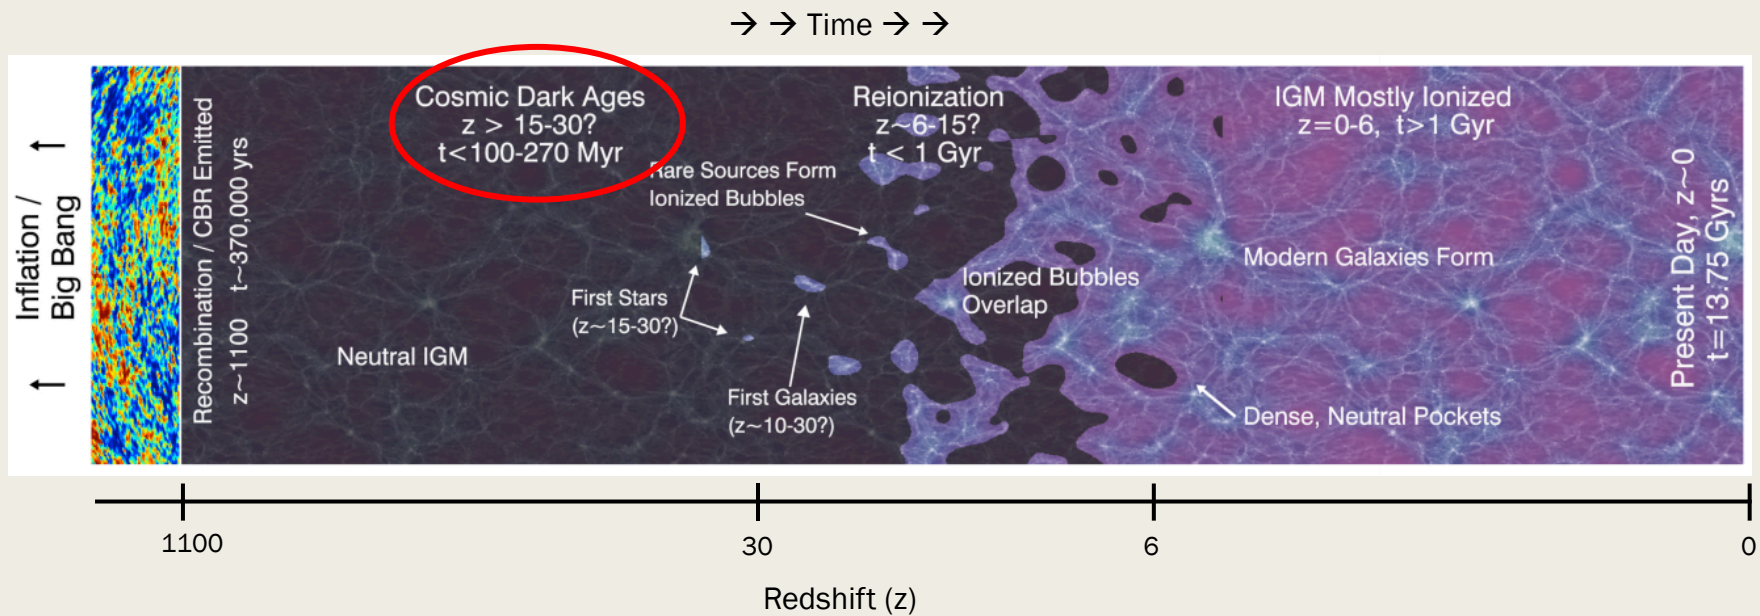 → → Time → →
Inflation /
Big Bang
Recombination / CBR Emitted
z~1100 t~370,000 yrs
Cosmic Dark Ages
z > 15-30?
t<100-270 Myr
Neutral IGM
First Stars
(z~15-30?)
Rare Sources Form
Ionized Bubbles
First Galaxies
(z~10-30?)
Reionization
z~6-15?
t < 1 Gyr
Ionized Bubbles
Overlap
IGM Mostly Ionized
z=0-6, t>1 Gyr
Modern Galaxies Form
Dense, Neutral Pockets
Present Day, z~0
t=13.75 Gyrs
1100
30
6
0
Redshift (z)